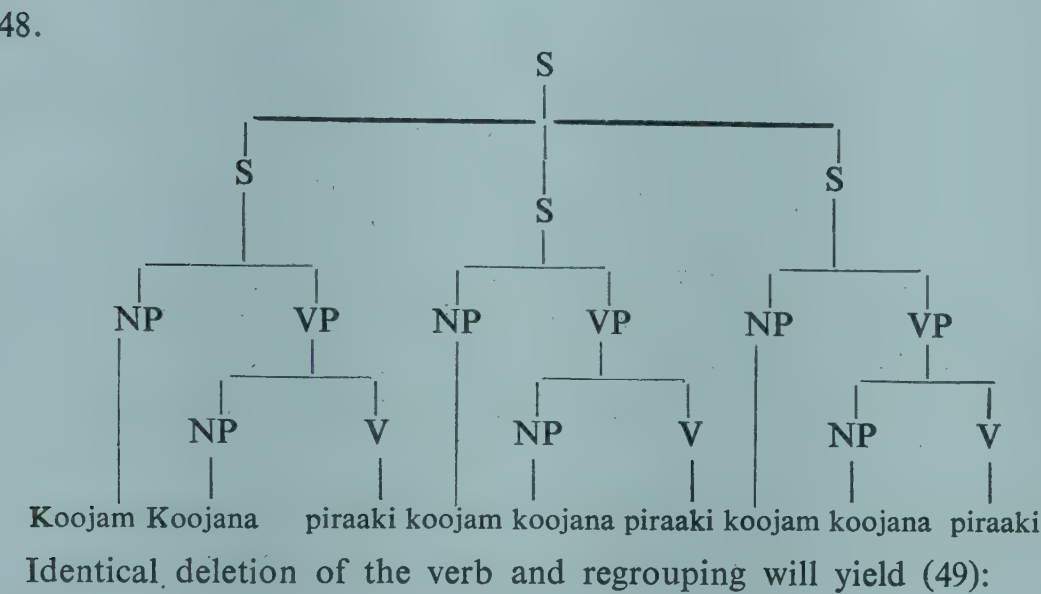 48.
S
S S
S
NP VP NP VP NP VP
NP V NP V NP V
Koojam Koojana piraaki koojam koojana piraaki koojam koojana piraaki
Identical deletion of the verb and regrouping will yield (49):